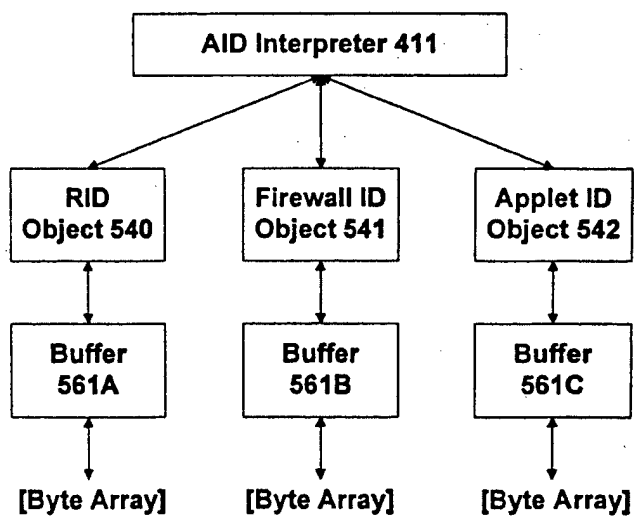 AID Interpreter 411
RID
Object 540
Firewall ID
Object 541
Applet ID
Object 542
Buffer
561A
Buffer
561B
Buffer
561C
[Byte Array]
[Byte Array]
[Byte Array]